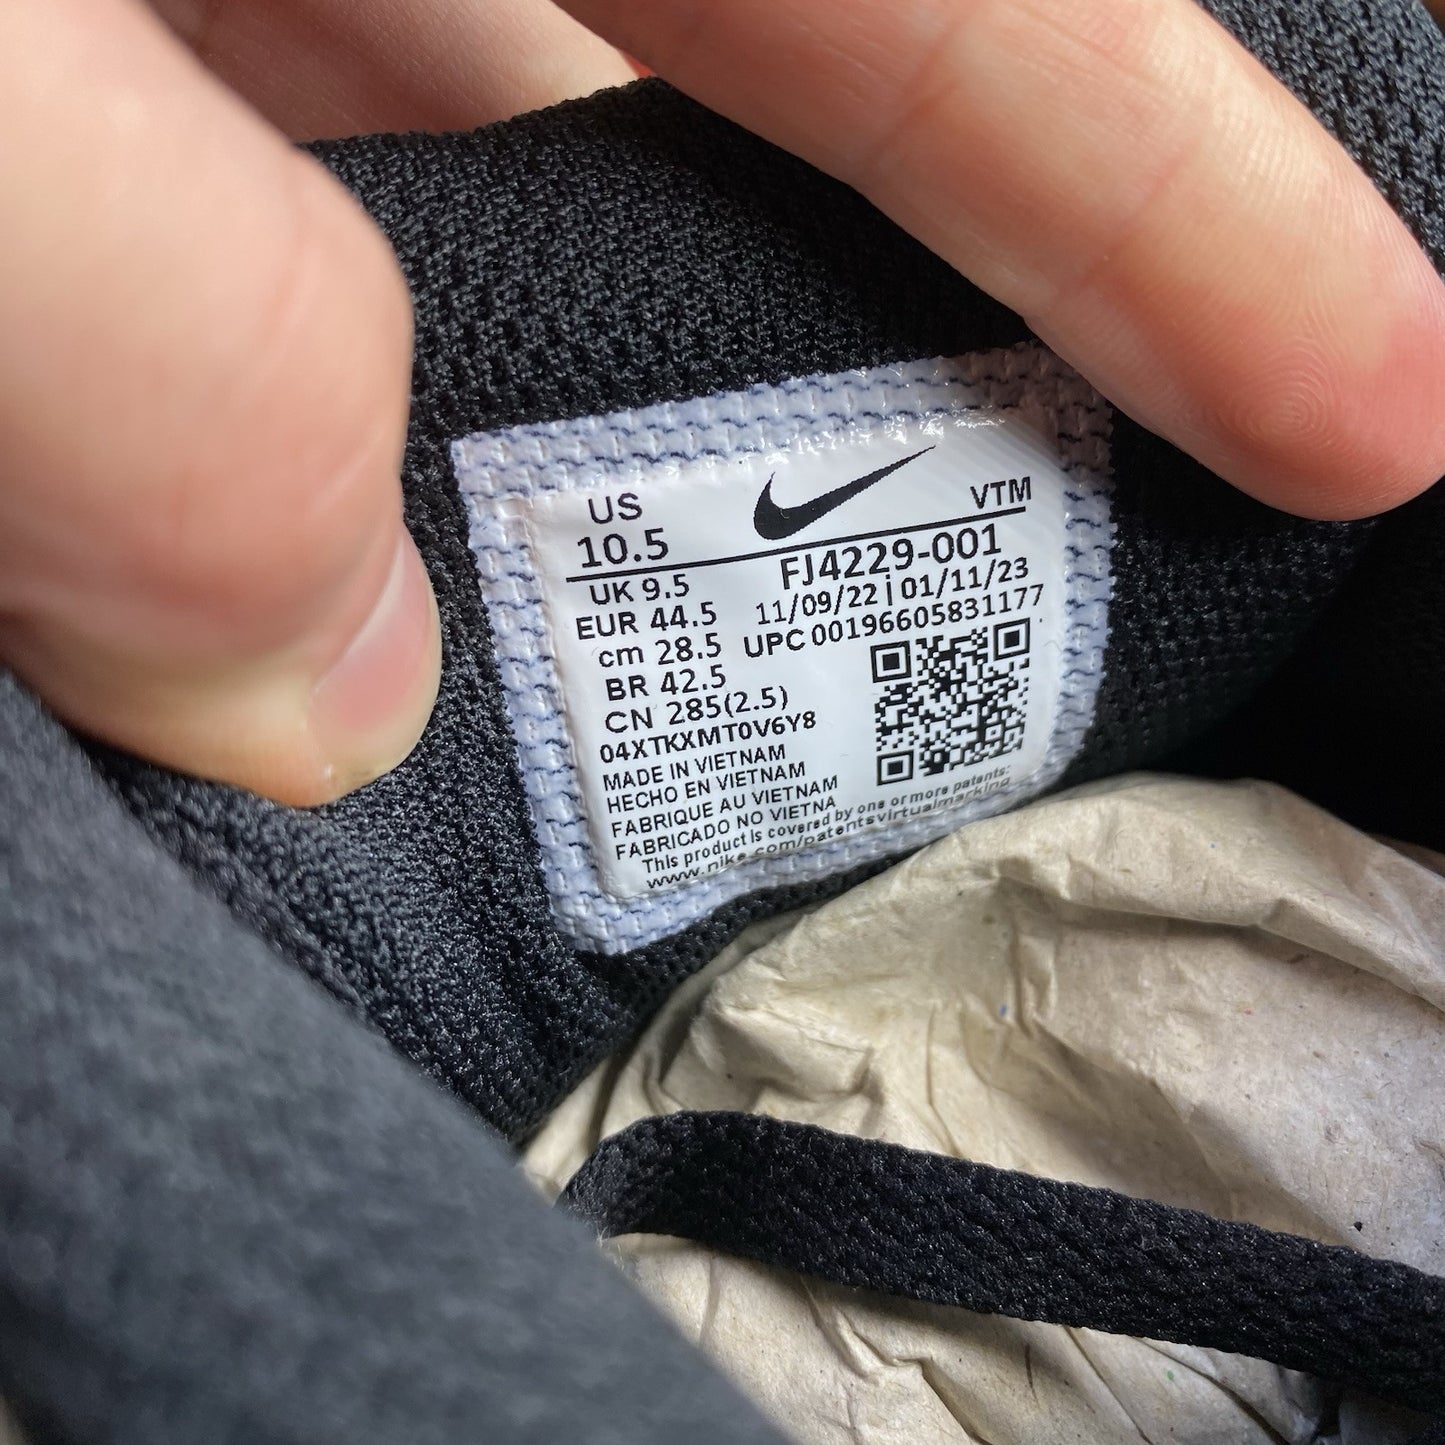 US
10.5
VTM
UK 9.5
EUR 44.5
cm 28.5
BR 42.5
CN 285(2.5)
FJ4229-001
11/09/22 | 01/11/23
UPC 00196605831177
04XTKXMT0V6Y8
MADE IN VIETNAM
HECHO EN VIETNAM
FABRIQUE AU VIETNAM
FABRICADO NO VIETNA
This product is covered by one or more patents:
www.nike.com/patentsvirtualmarking